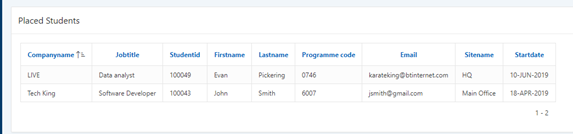 Placed Students
Companyname Jobtitle Studentid Firstname Lastname Programme code Email Sitename Startdate
LIVE Data analyst 100049 Evan Pickering 0746 karateking@btinternet.com HQ 10-JUN-2019
Tech King Software Developer 100043 John Smith 6007 jsmith@gmail.com Main Office 18-APR-2019
1 - 2